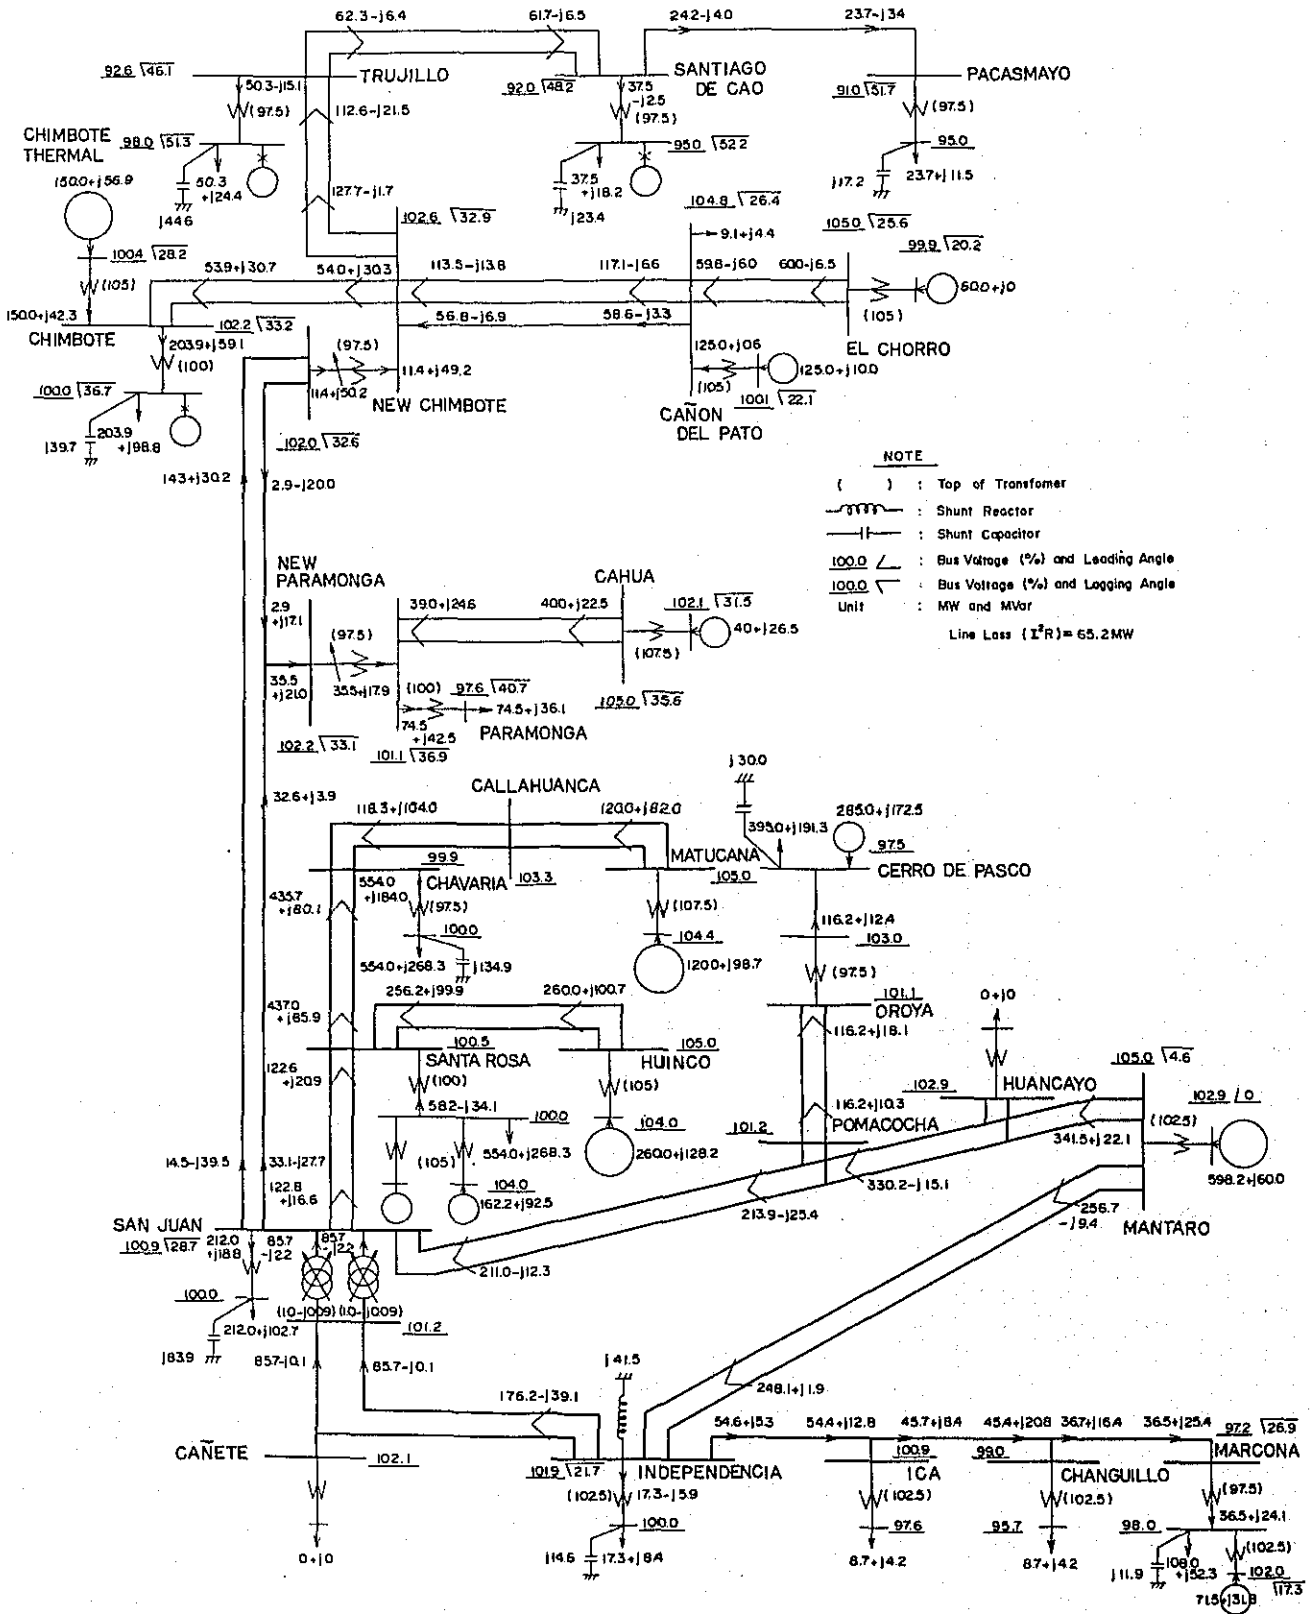 62.3-j6.4
61.7-j6.5
24.2-j4.0
23.7-j3.4
92.6 46.1
TRUJILLO
50.3-j15.1
(97.5)
112.6-j21.5
92.0 48.2
SANTIAGO
DE CAO
37.5
-j2.5
(97.5)
91.0 51.7
PACASMAYO
(97.5)
CHIMBOTE
THERMAL
98.0 51.3
150.0+j56.9
50.3
+j24.4
j44.6
127.7-j1.7
95.0 52.2
37.5
+j18.2
j23.4
95.0
j17.2
23.7+j11.5
102.6 32.9
104.8 26.4
105.0 25.6
9.1+j4.4
99.9 20.2
100.4 28.2
(105)
53.9+j30.7
54.0+j30.3
113.5-j13.8
117.1-j6.6
59.8-j6.0
60.0-j6.5
60.0+j0
(105)
150.0+j42.3
CHIMBOTE
102.2 33.2
203.9+j59.1
(100)
(97.5)
56.8-j6.9
58.6-j3.3
EL CHORRO
125.0+j0.6
125.0+j10.0
(105)
100.1 22.1
11.4+j50.2
11.4+j49.2
NEW CHIMBOTE
CAÑON
DEL PATO
100.0 36.7
203.9
+j98.8
j39.7
102.0 32.6
14.3+j30.2
2.9-j20.0
NOTE
( ) : Top of Transfomer
: Shunt Reactor
: Shunt Capacitor
100.0 : Bus Voltage (%) and Leading Angle
100.0 : Bus Voltage (%) and Lagging Angle
Unit : MW and MVar
Line Loss (I²R)= 65.2MW
NEW
PARAMONGA
CAHUA
2.9
+j17.1
(97.5)
39.0+j24.6
40.0+j22.5
102.1 31.5
40+j26.5
(107.5)
35.5
+j21.0
35.5+j17.9
(100)
97.6 40.7
74.5+j36.1
105.0 35.6
74.5
+j42.5
PARAMONGA
102.2 33.1
101.1 36.9
32.6+j3.9
CALLAHUANCA
118.3+j104.0
120.0+j82.0
j30.0
395.0+j191.3
285.0+j172.5
97.5
CERRO DE PASCO
99.9
CHAVARIA
103.3
MATUCANA
105.0
554.0
+j184.0
(97.5)
(107.5)
435.7
+j80.1
100.0
554.0+j268.3
j134.9
104.4
120.0+j98.7
116.2+j12.4
103.0
(97.5)
256.2+j99.9
260.0+j100.7
101.1
OROYA
0+j0
437.0
+j85.9
116.2+j18.1
100.5
SANTA ROSA
105.0
HUINCO
105.0 4.6
122.6
+j20.9
(100)
(105)
102.9
HUANCAYO
102.9 /0
(102.5)
58.2-j34.1
100.0
116.2+j10.3
101.2
POMACOCHA
341.5+j22.1
(105)
554.0+j268.3
104.0
260.0+j128.2
598.2+j60.0
14.5-j39.5
33.1-j27.7
122.8
+j16.6
104.0
162.2+j92.5
330.2-j15.1
213.9-j25.4
256.7
-j9.4
MANTARO
SAN JUAN
100.9 28.7
212.0
+j18.8
85.7
-j2.2
85.7
-j2.2
211.0-j12.3
100.0
(1.0-j0.09) (1.0-j0.09)
212.0+j102.7
101.2
j83.9
85.7-j0.1
85.7-j0.1
j41.5
176.2-j39.1
248.1+j1.9
54.6+j5.3
54.4+j12.8
45.7+j8.4
45.4+j20.8
36.7+j16.4
36.5+j25.4
97.2 26.9
CAÑETE
102.1
101.9 21.7
INDEPENDENCIA
100.9
ICA
99.0
CHANGUILLO
MARCONA
(102.5)
17.3-j5.9
(102.5)
(102.5)
(97.5)
36.5+j24.1
100.0
97.6
95.7
98.0
(102.5)
0+j0
j14.6
17.3+j8.4
8.7+j4.2
8.7+j4.2
j11.9
108.0
+j52.3
102.0
17.3
71.5+j31.8